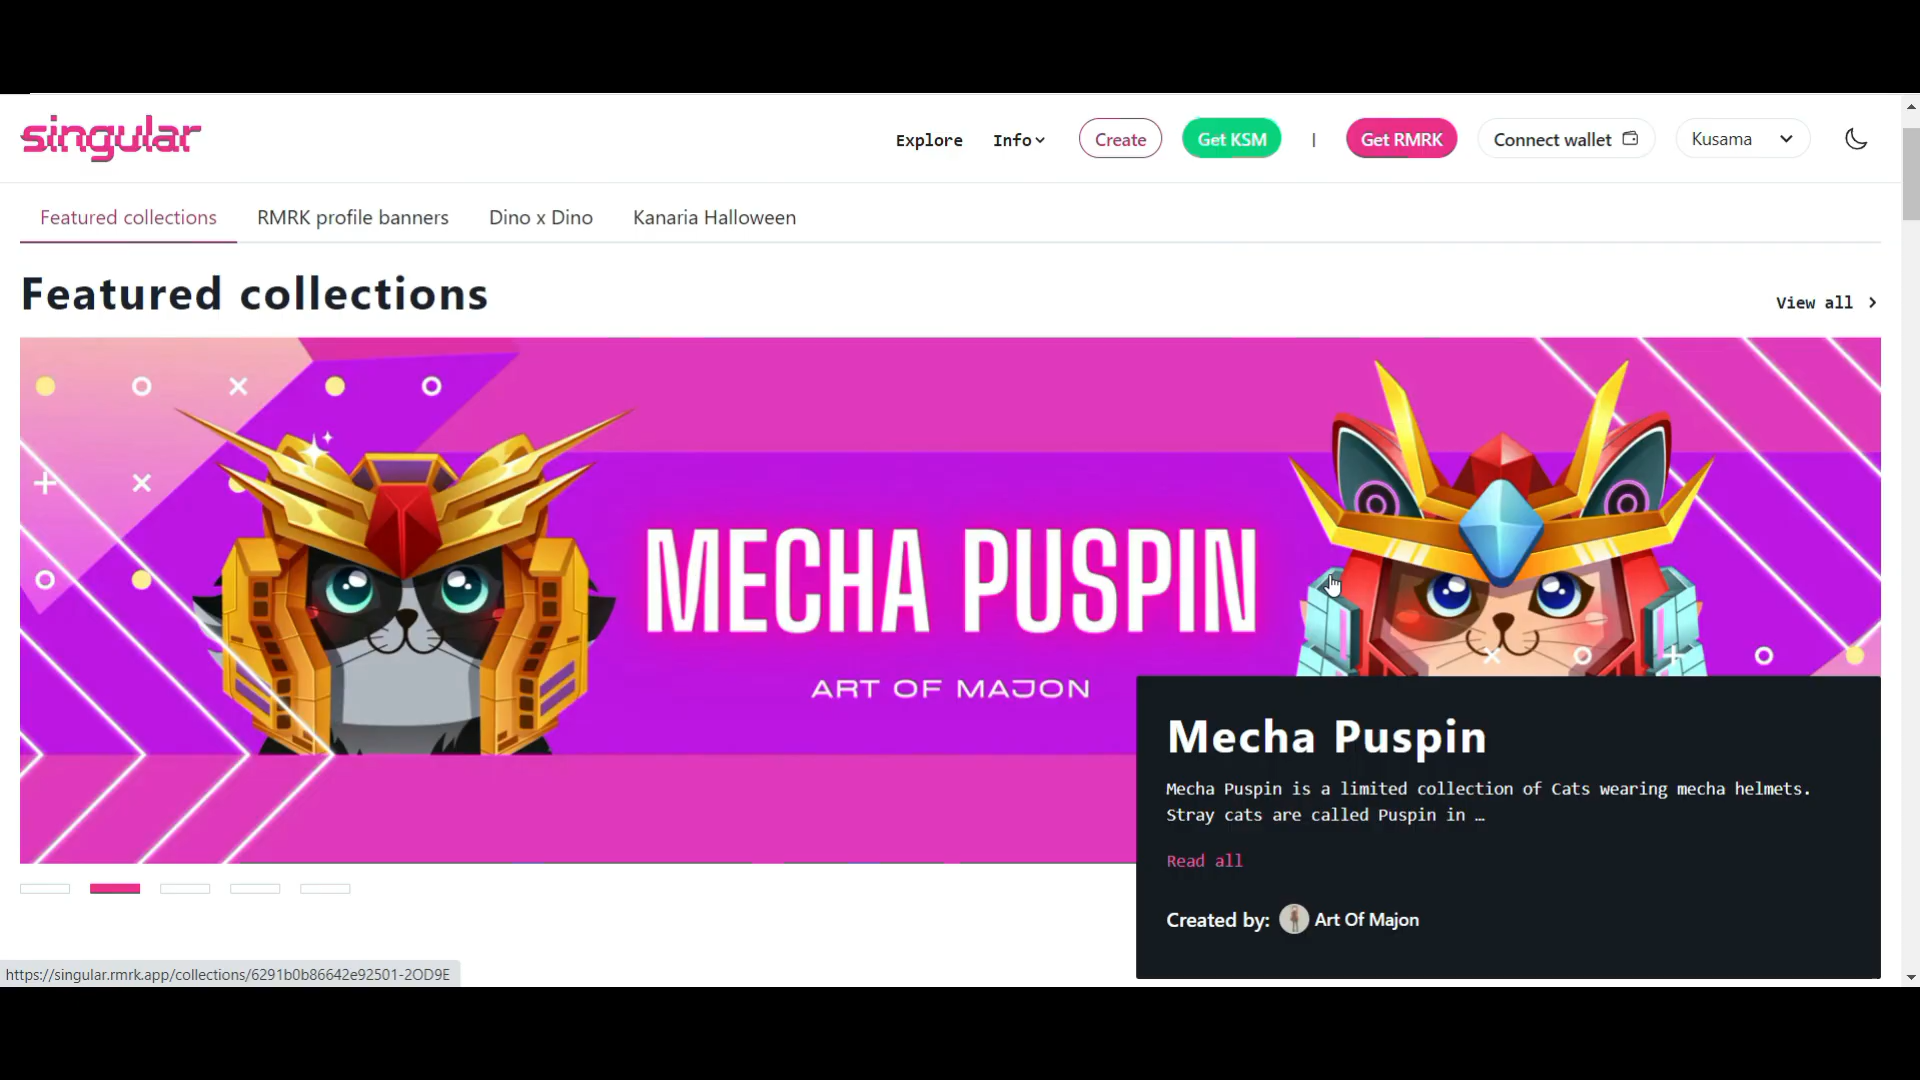 singular
Explore Info Create Get KSM | Get RMRK Connect wallet Kusama
Featured collections RMRK profile banners Dino x Dino Kanaria Halloween
Featured collections
View all
MECHA PUSPIN
ART OF MAJON
Mecha Puspin
Mecha Puspin is a limited collection of Cats wearing mecha helmets.
Stray cats are called Puspin in …
Read all
Created by: Art Of Majon
https://singular.rmrk.app/collections/6291b0b86642e92501-2OD9E